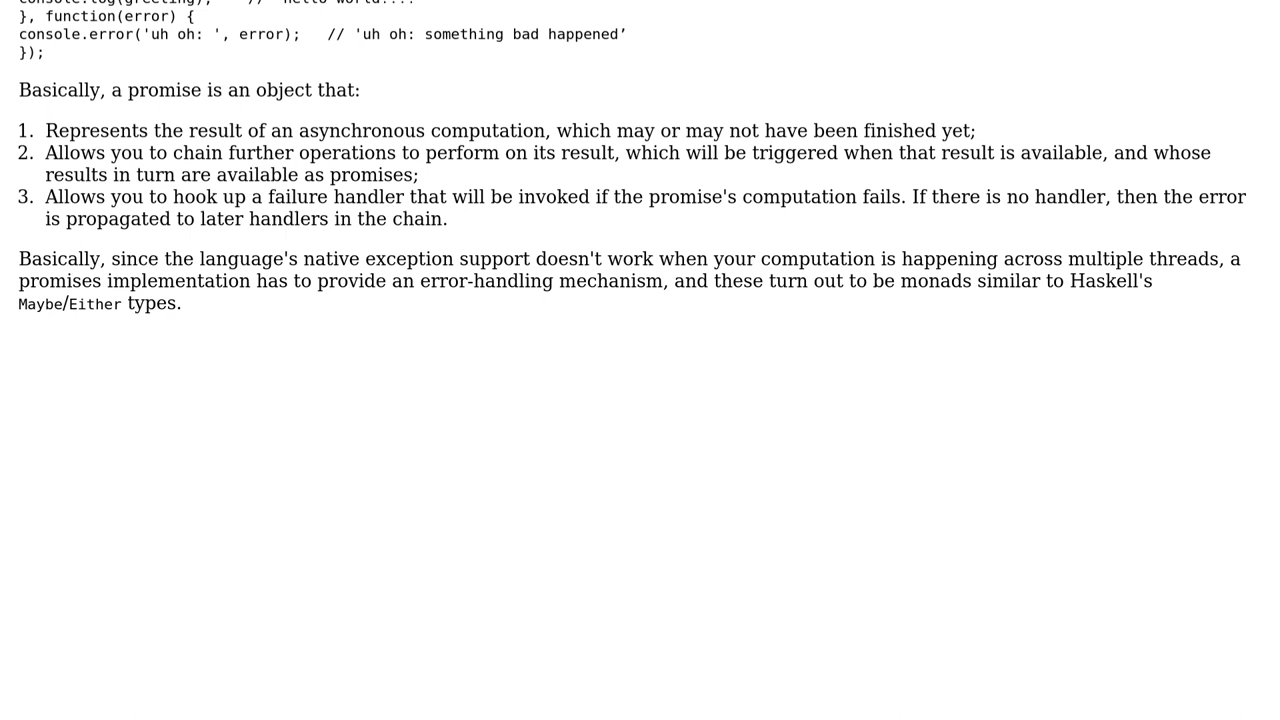 }, function(error) {
console.error('uh oh: ', error);   // 'uh oh: something bad happened’
});
Basically, a promise is an object that:
1. Represents the result of an asynchronous computation, which may or may not have been finished yet;
2. Allows you to chain further operations to perform on its result, which will be triggered when that result is available, and whose
results in turn are available as promises;
3. Allows you to hook up a failure handler that will be invoked if the promise's computation fails. If there is no handler, then the error
is propagated to later handlers in the chain.
Basically, since the language's native exception support doesn't work when your computation is happening across multiple threads, a
promises implementation has to provide an error-handling mechanism, and these turn out to be monads similar to Haskell's
Maybe/Either types.